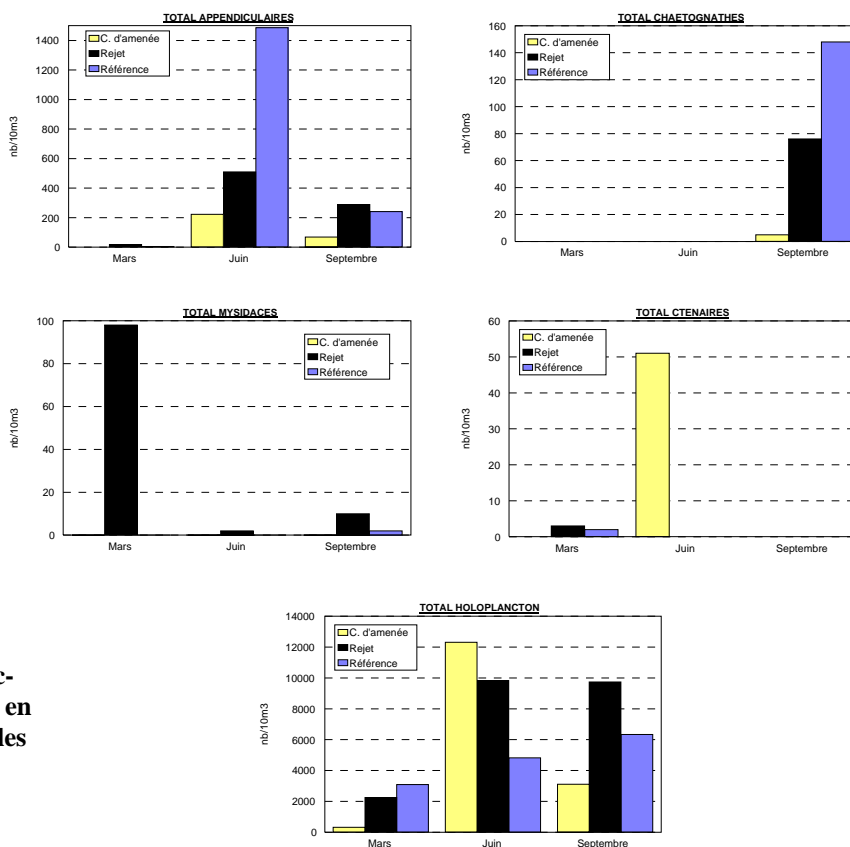 TOTAL APPENDICULAIRES
1400
1200
1000
800
600
400
200
0
nb/10m3
C. d'amenée
Rejet
Référence
Mars Juin Septembre
TOTAL CHAETOGNATHES
160
140
120
100
80
60
40
20
0
nb/10m3
C. d'amenée
Rejet
Référence
Mars Juin Septembre
TOTAL MYSIDACES
100
80
60
40
20
0
nb/10m3
C. d'amenée
Rejet
Référence
Mars Juin Septembre
TOTAL CTENAIRES
60
50
40
30
20
10
0
nb/10m3
C. d'amenée
Rejet
Référence
Mars Juin Septembre
c-
en
les
TOTAL HOLOPLANCTON
14000
12000
10000
8000
6000
4000
2000
0
nb/10m3
C. d'amenée
Rejet
Référence
Mars Juin Septembre